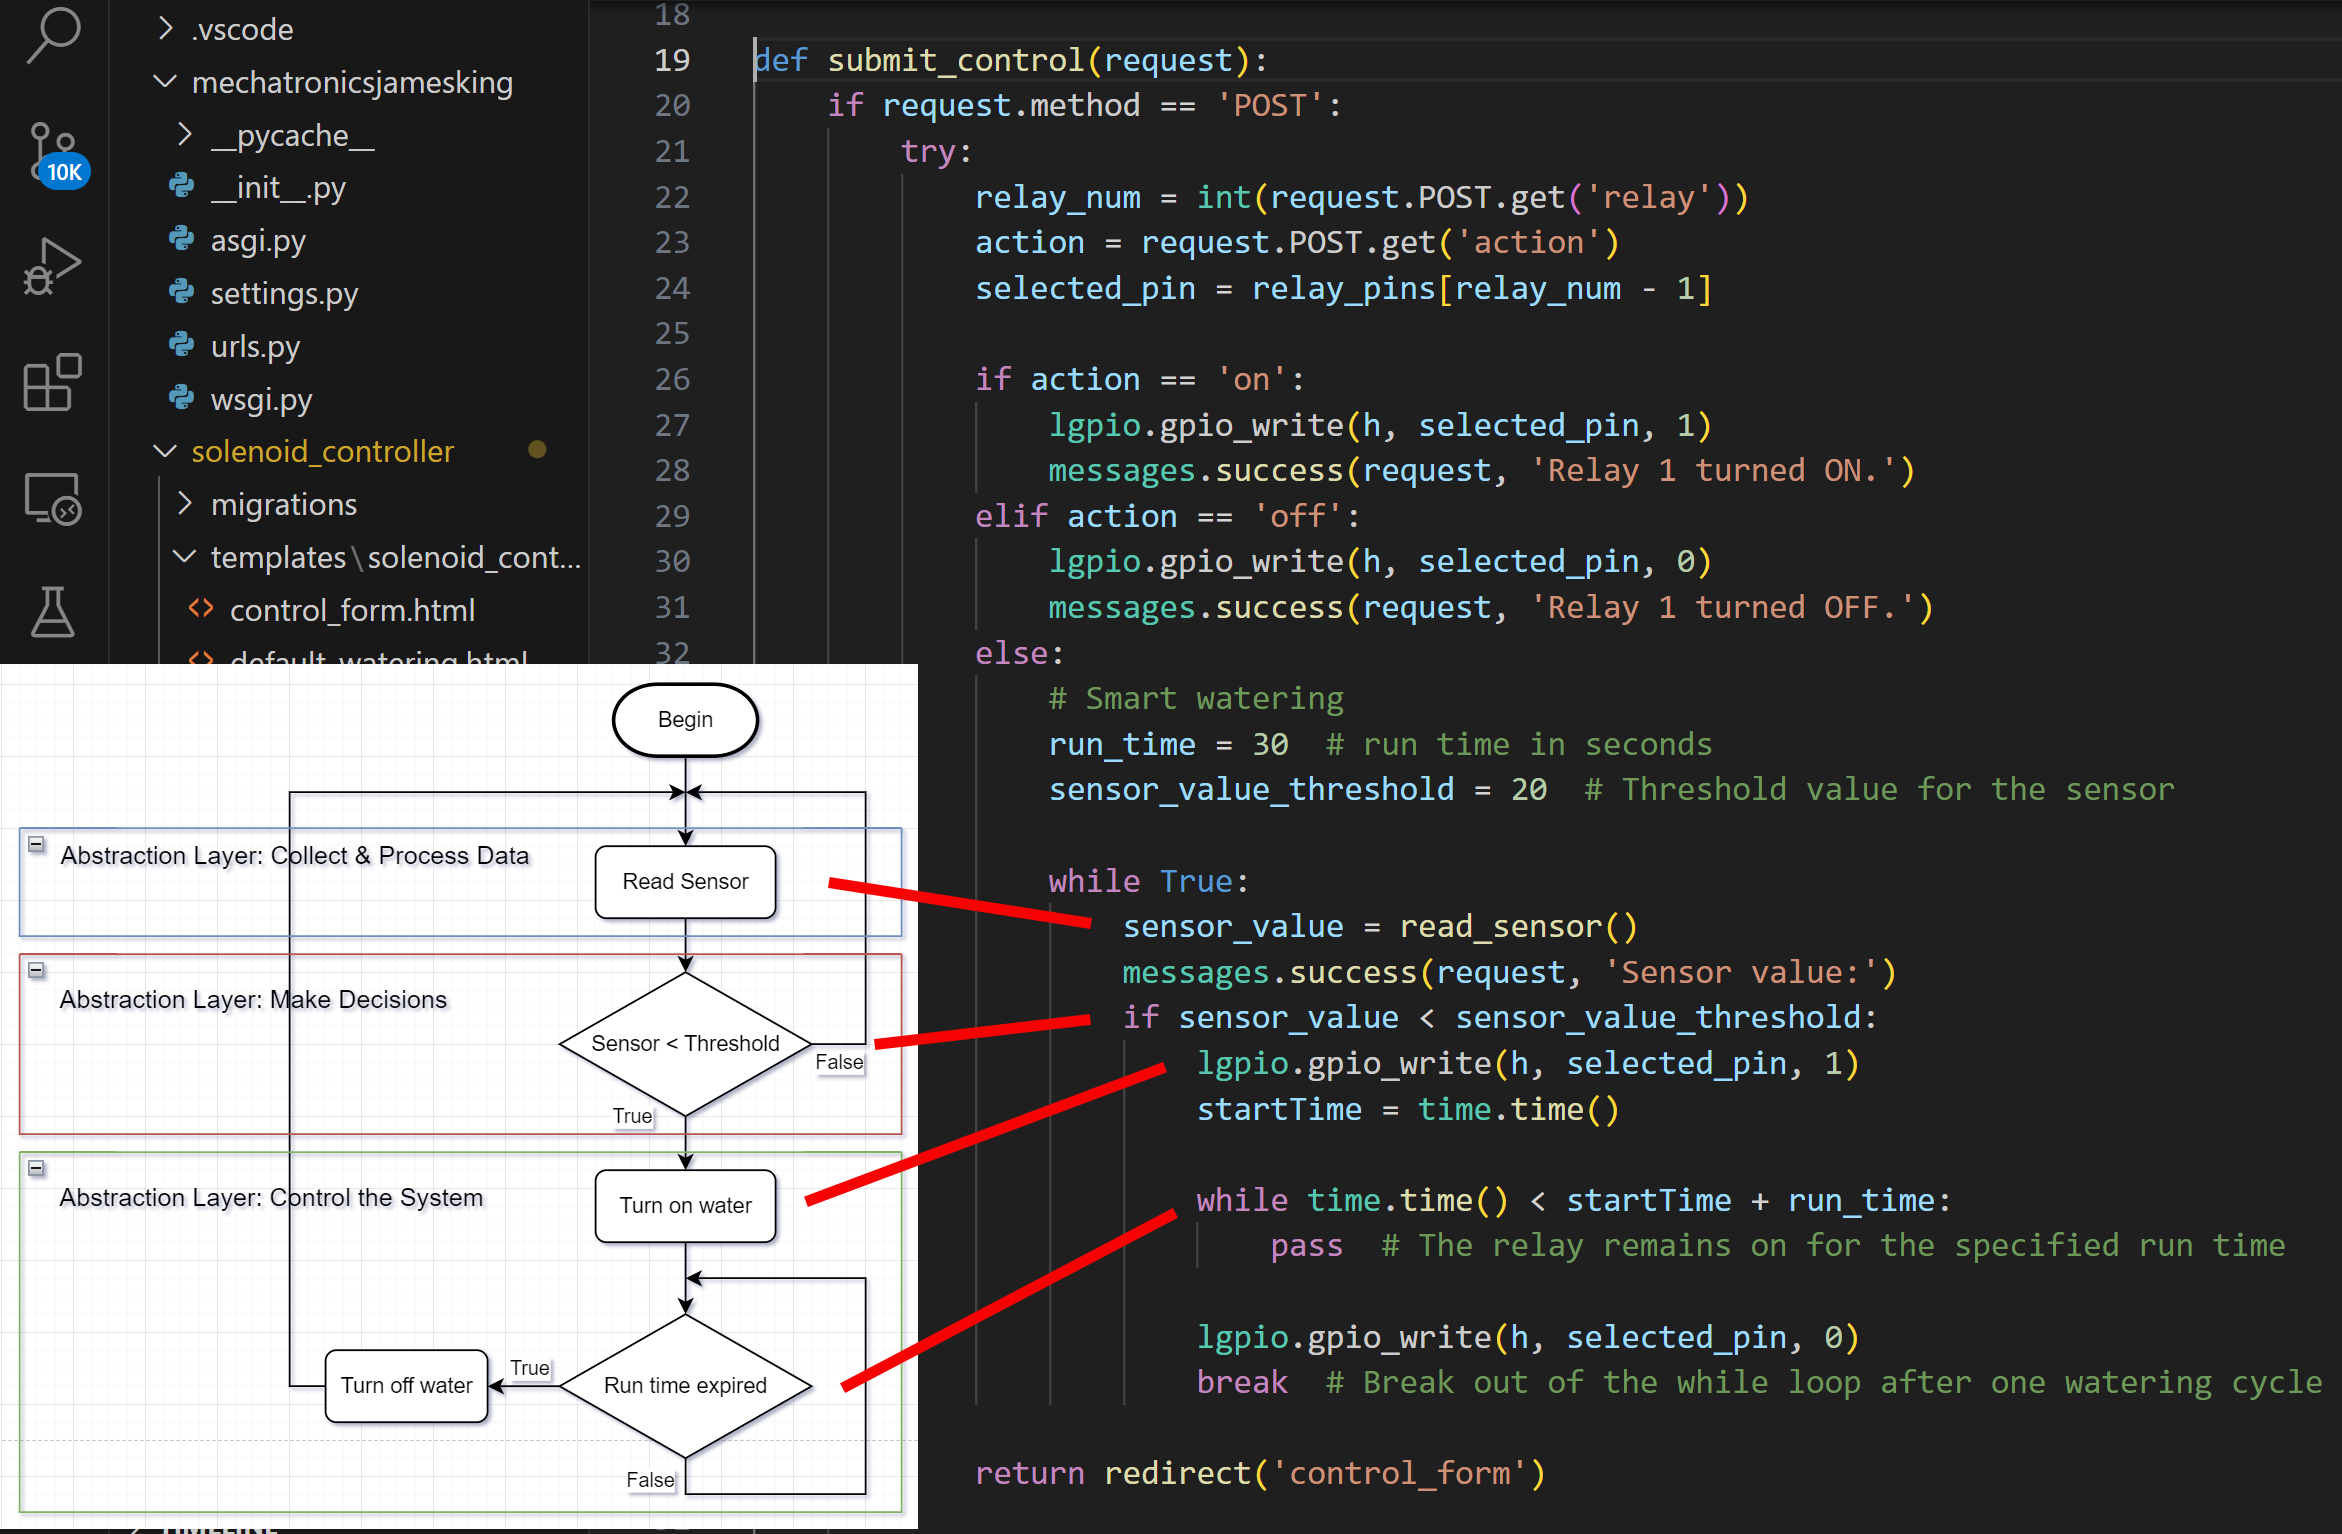 .vscode
mechatronicsjamesking
__pycache__
10K
__init__.py
asgi.py
settings.py
urls.py
wsgi.py
solenoid_controller
migrations
templates\solenoid_cont...
control_form.html
default_watering.html
18
19 def submit_control(request):
20 if request.method == 'POST':
21 try:
22 relay_num = int(request.POST.get('relay'))
23 action = request.POST.get('action')
24 selected_pin = relay_pins[relay_num - 1]
25
26 if action == 'on':
27 lgpio.gpio_write(h, selected_pin, 1)
28 messages.success(request, 'Relay 1 turned ON.')
29 elif action == 'off':
30 lgpio.gpio_write(h, selected_pin, 0)
31 messages.success(request, 'Relay 1 turned OFF.')
32 else:
# Smart watering
run_time = 30 # run time in seconds
sensor_value_threshold = 20 # Threshold value for the sensor
while True:
sensor_value = read_sensor()
messages.success(request, 'Sensor value:')
if sensor_value < sensor_value_threshold:
lgpio.gpio_write(h, selected_pin, 1)
startTime = time.time()
while time.time() < startTime + run_time:
pass # The relay remains on for the specified run time
lgpio.gpio_write(h, selected_pin, 0)
break # Break out of the while loop after one watering cycle
return redirect('control_form')
Begin
Abstraction Layer: Collect & Process Data
Read Sensor
Abstraction Layer: Make Decisions
Sensor < Threshold
False
True
Abstraction Layer: Control the System
Turn on water
True
Turn off water
Run time expired
False
TIMELINE